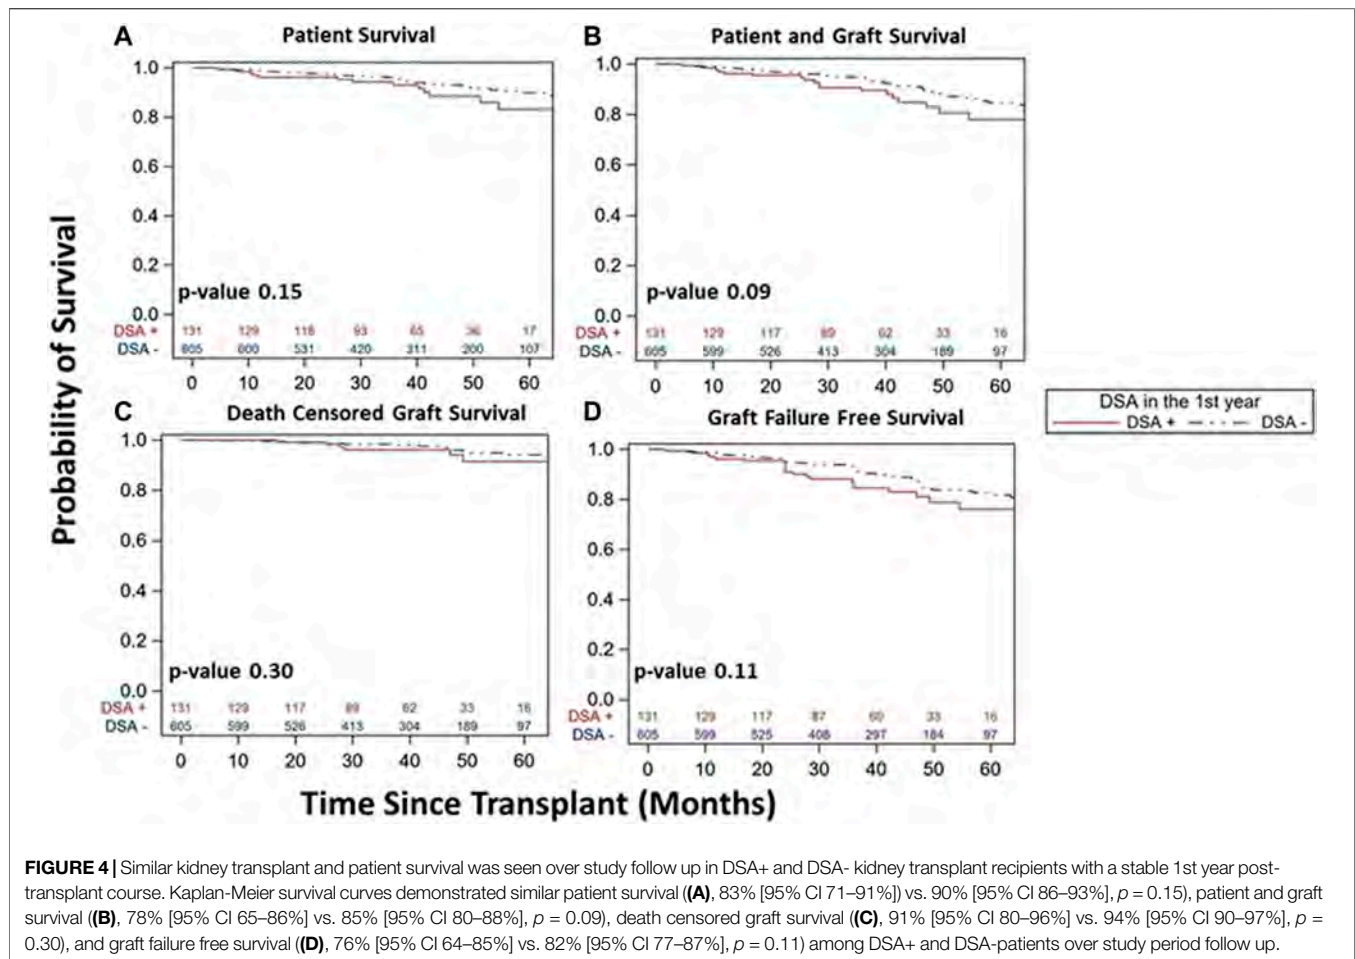 A
Patient Survival
1.0
0.8
0.6
0.4
0.2
0.0
p-value 0.15
DSA + 131 129 118 93 65 36 17
DSA - 605 600 531 420 311 200 107
0 10 20 30 40 50 60
B
Patient and Graft Survival
1.0
0.8
0.6
0.4
0.2
0.0
p-value 0.09
DSA + 131 129 117 89 62 33 16
DSA - 605 599 526 413 304 189 97
0 10 20 30 40 50 60
Probability of Survival
C
Death Censored Graft Survival
1.0
0.8
0.6
0.4
0.2
0.0
p-value 0.30
DSA + 131 129 117 89 62 33 16
DSA - 605 599 526 413 304 189 97
0 10 20 30 40 50 60
D
Graft Failure Free Survival
1.0
0.8
0.6
0.4
0.2
0.0
p-value 0.11
DSA + 131 129 117 87 60 33 16
DSA - 605 599 525 408 297 184 97
0 10 20 30 40 50 60
DSA in the 1st year
DSA + DSA -
Time Since Transplant (Months)
FIGURE 4 | Similar kidney transplant and patient survival was seen over study follow up in DSA+ and DSA- kidney transplant recipients with a stable 1st year post-
transplant course. Kaplan-Meier survival curves demonstrated similar patient survival ((A), 83% [95% CI 71–91%]) vs. 90% [95% CI 86–93%], p = 0.15), patient and graft
survival ((B), 78% [95% CI 65–86%] vs. 85% [95% CI 80–88%], p = 0.09), death censored graft survival ((C), 91% [95% CI 80–96%] vs. 94% [95% CI 90–97%], p =
0.30), and graft failure free survival ((D), 76% [95% CI 64–85%] vs. 82% [95% CI 77–87%], p = 0.11) among DSA+ and DSA-patients over study period follow up.